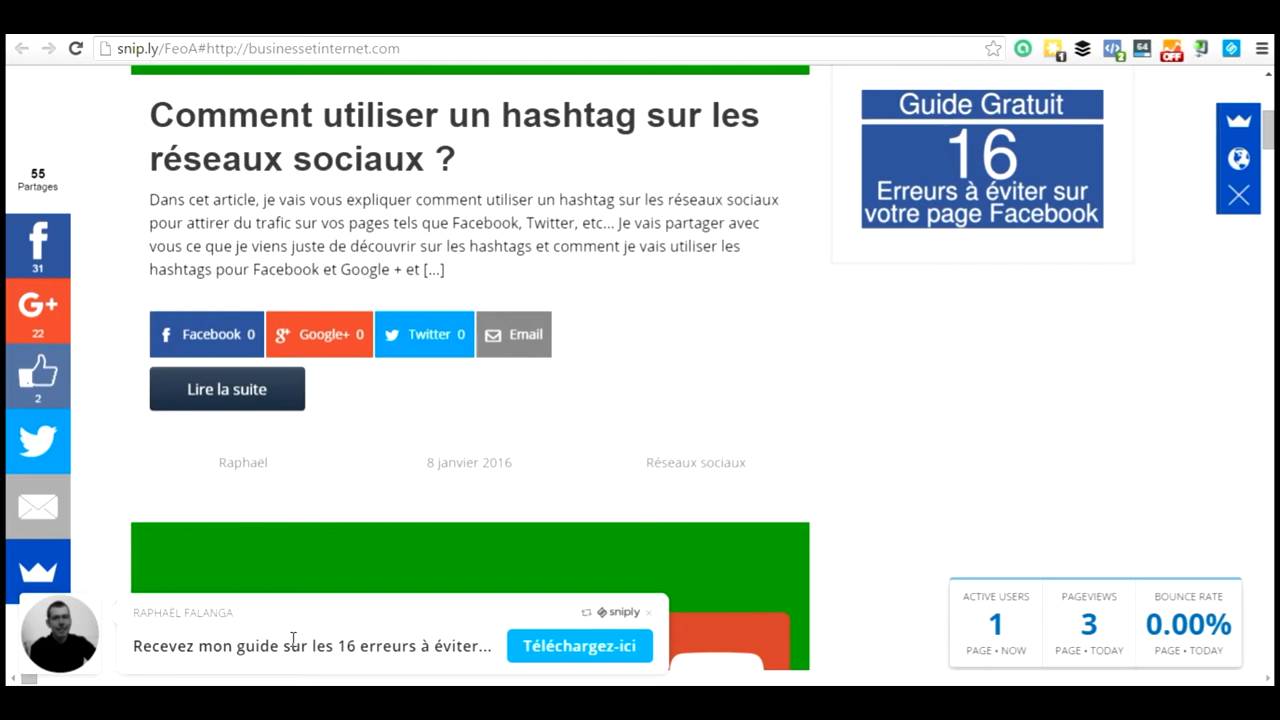 snip.ly/FeoA#http://businessetinternet.com
1
2
64
OFF
Comment utiliser un hashtag sur les
réseaux sociaux ?
Dans cet article, je vais vous expliquer comment utiliser un hashtag sur les réseaux sociaux
pour attirer du trafic sur vos pages tels que Facebook, Twitter, etc... Je vais partager avec
vous ce que je viens juste de découvrir sur les hashtags et comment je vais utiliser les
hashtags pour Facebook et Google + et [...]
Facebook 0
Google+ 0
Twitter 0
Email
Lire la suite
Raphaël
8 janvier 2016
Réseaux sociaux
Guide Gratuit
16
Erreurs à éviter sur
votre page Facebook
55
Partages
31
G+
22
2
RAPHAËL FALANGA
sniply
Recevez mon guide sur les 16 erreurs à éviter...
Téléchargez-ici
ACTIVE USERS
1
PAGE • NOW
PAGEVIEWS
3
PAGE • TODAY
BOUNCE RATE
0.00%
PAGE • TODAY